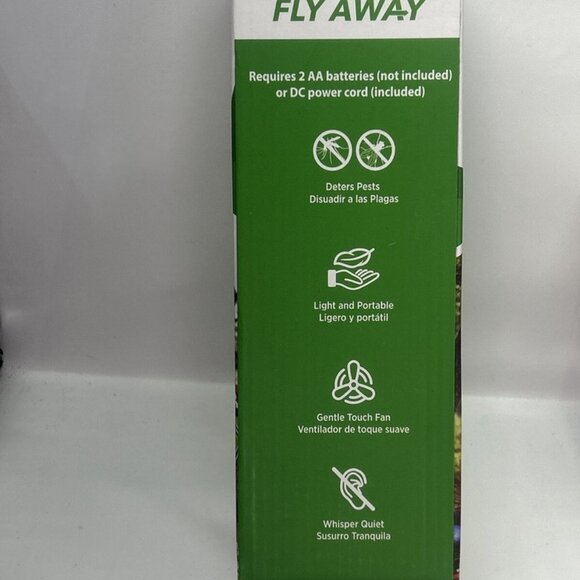 FLY AWAY
Requires 2 AA batteries (not included)
or DC power cord (included)
Deters Pests
Disuadir a las Plagas
Light and Portable
Ligero y portátil
Gentle Touch Fan
Ventilador de toque suave
Whisper Quiet
Susurro Tranquila